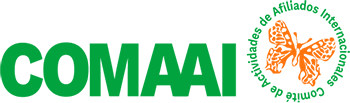 COMAAI
Comité de Actividades de Afiliados Internacionales